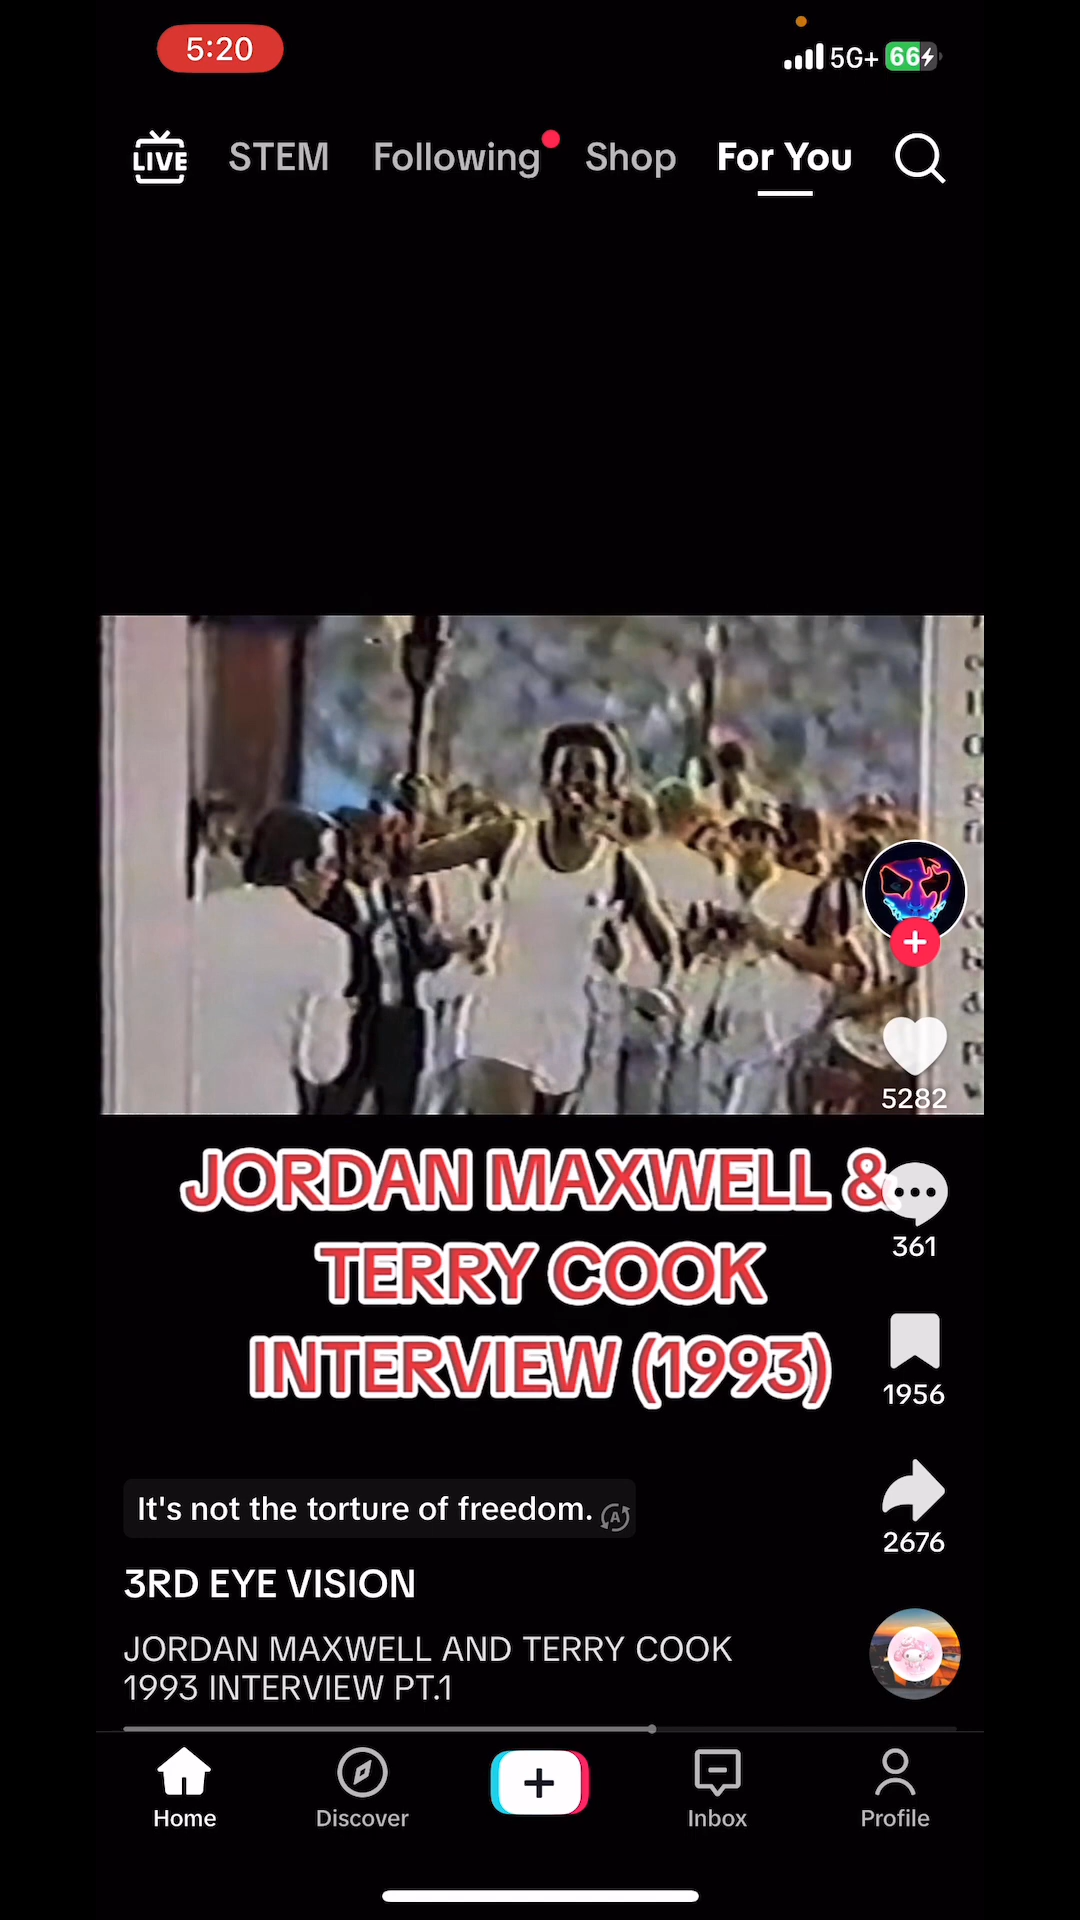 5:20
5G+ 66
LIVE STEM Following Shop For You
5282
JORDAN MAXWELL &
TERRY COOK
INTERVIEW (1993)
361
1956
2676
It's not the torture of freedom.
3RD EYE VISION
JORDAN MAXWELL AND TERRY COOK
1993 INTERVIEW PT.1
Home Discover Inbox Profile